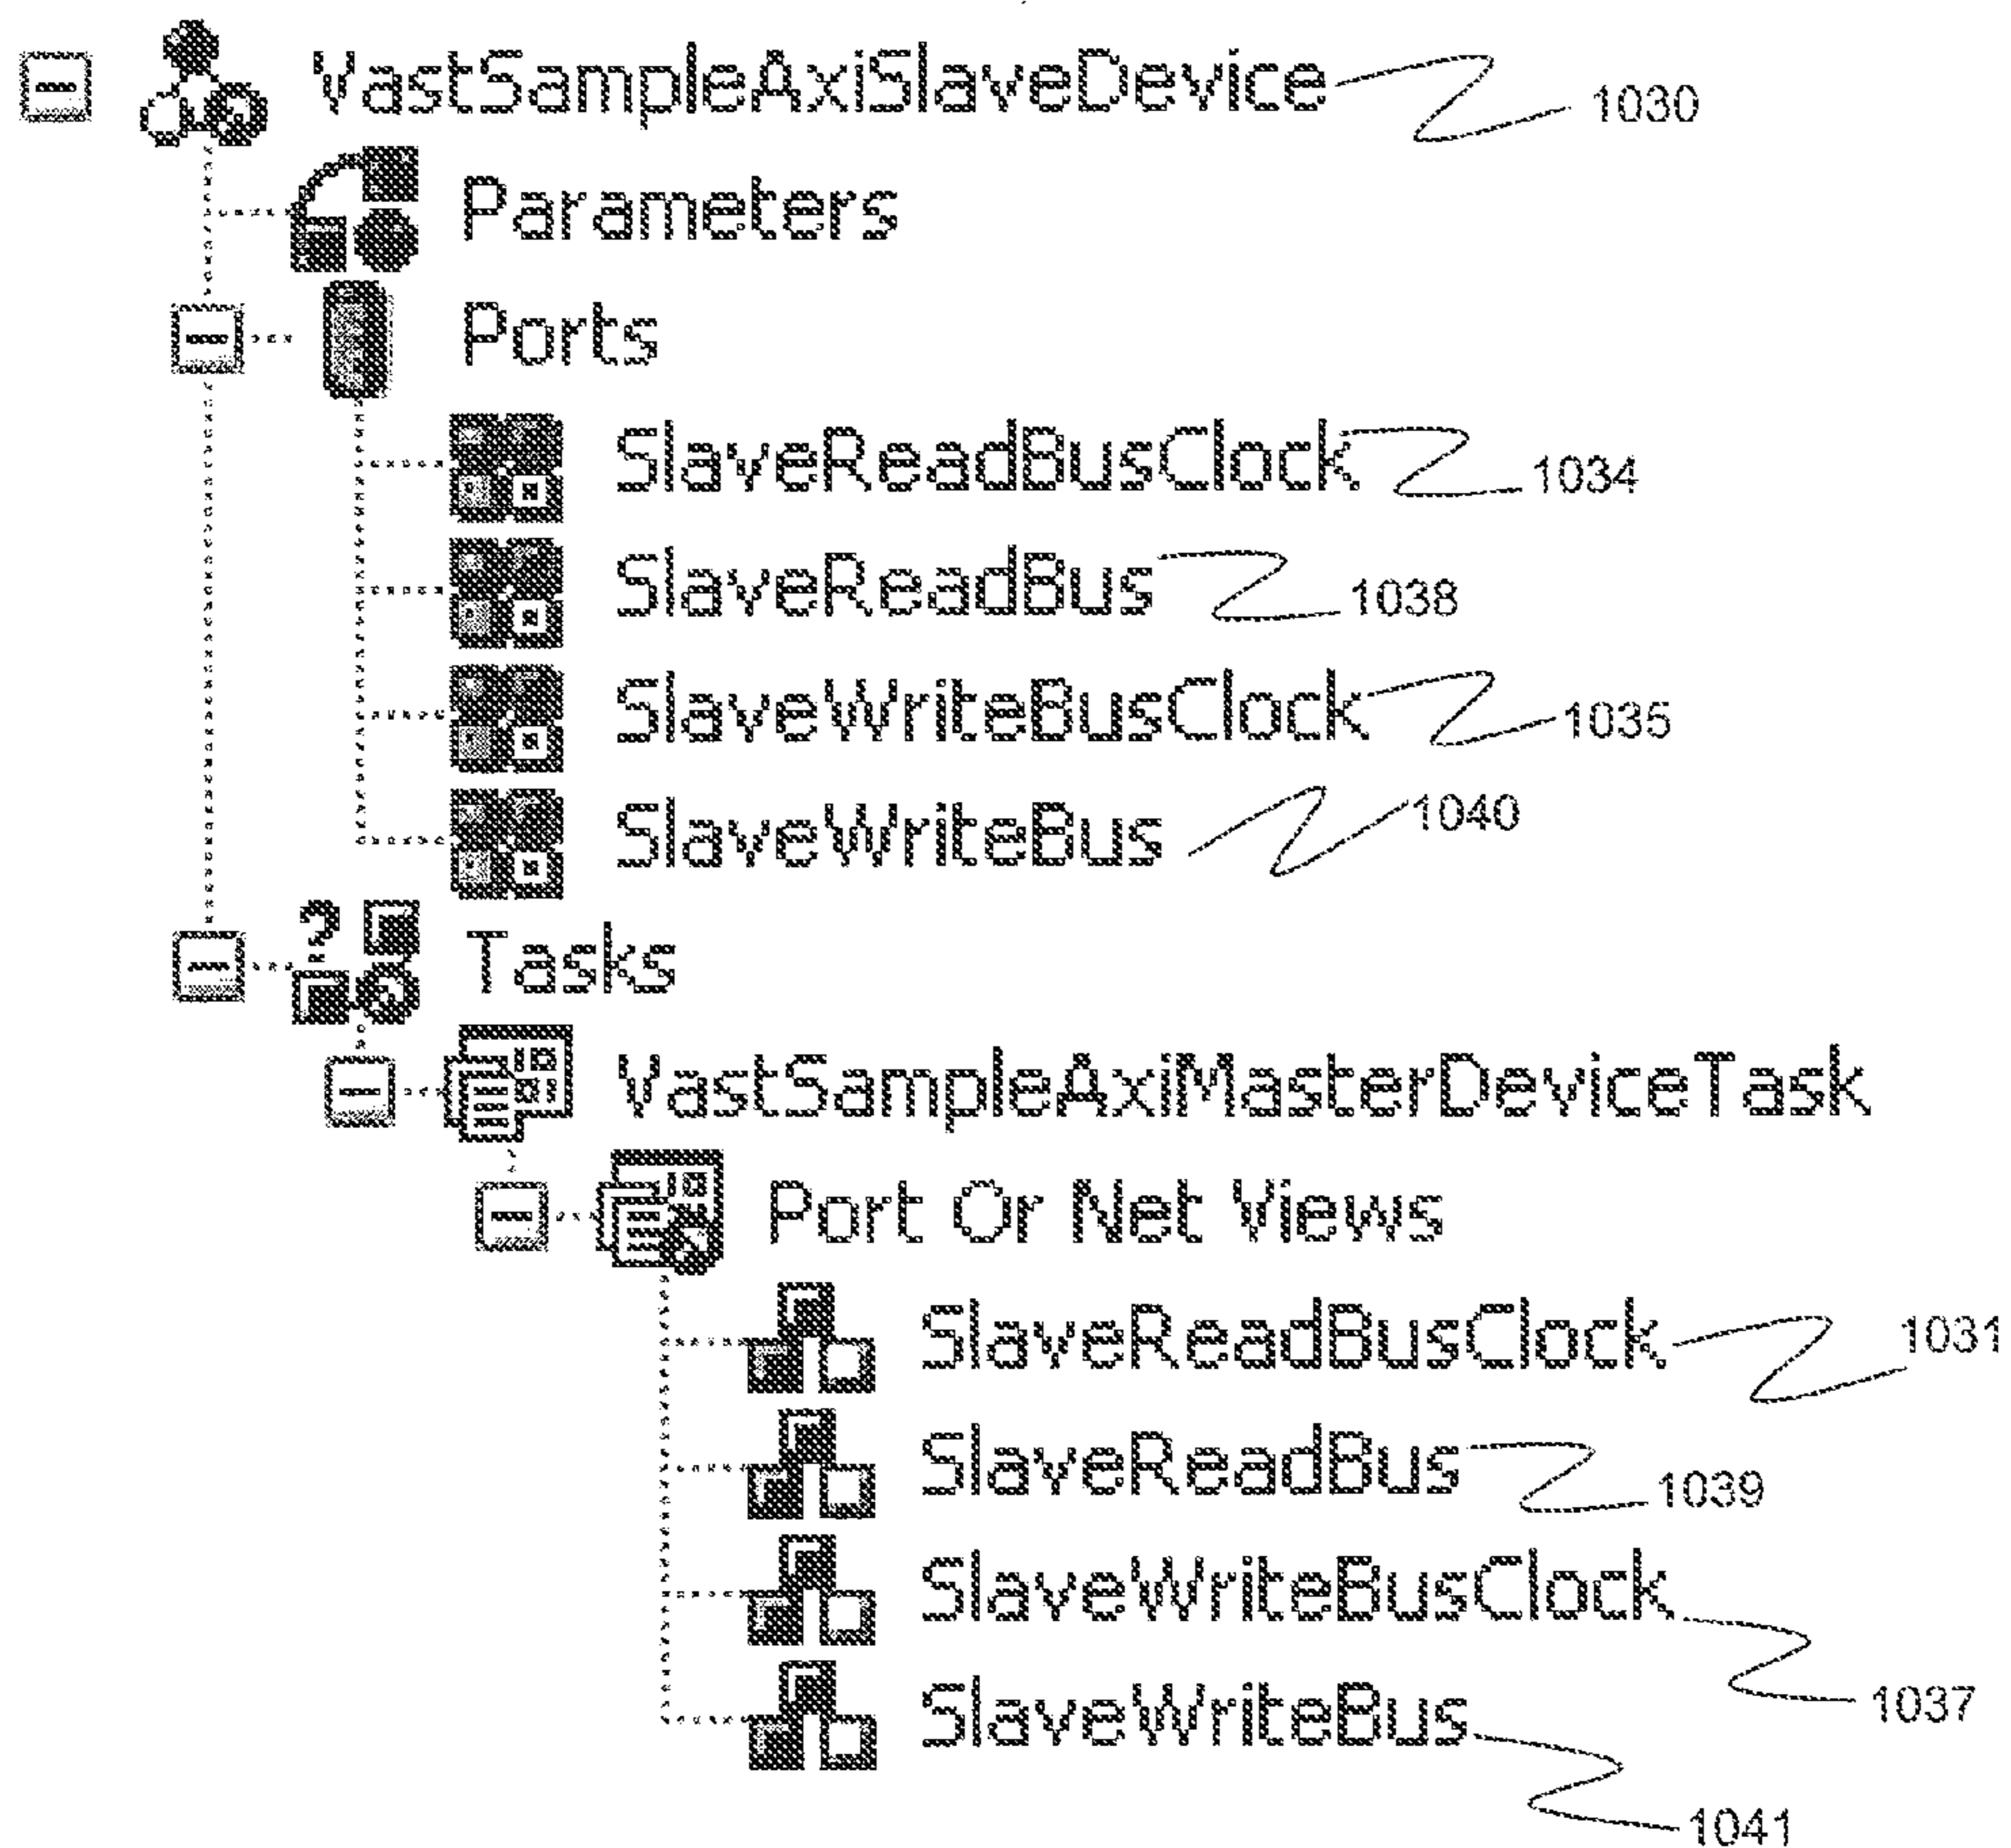 VastSampleAxiSlaveDevice 1030
Parameters
Ports
SlaveReadBusClock 1034
SlaveReadBus 1038
SlaveWriteBusClock 1035
SlaveWriteBus 1040
Tasks
VastSampleAxiMasterDeviceTask
Port Or Net Views
SlaveReadBusClock 1031
SlaveReadBus 1039
SlaveWriteBusClock 1037
SlaveWriteBus 1041